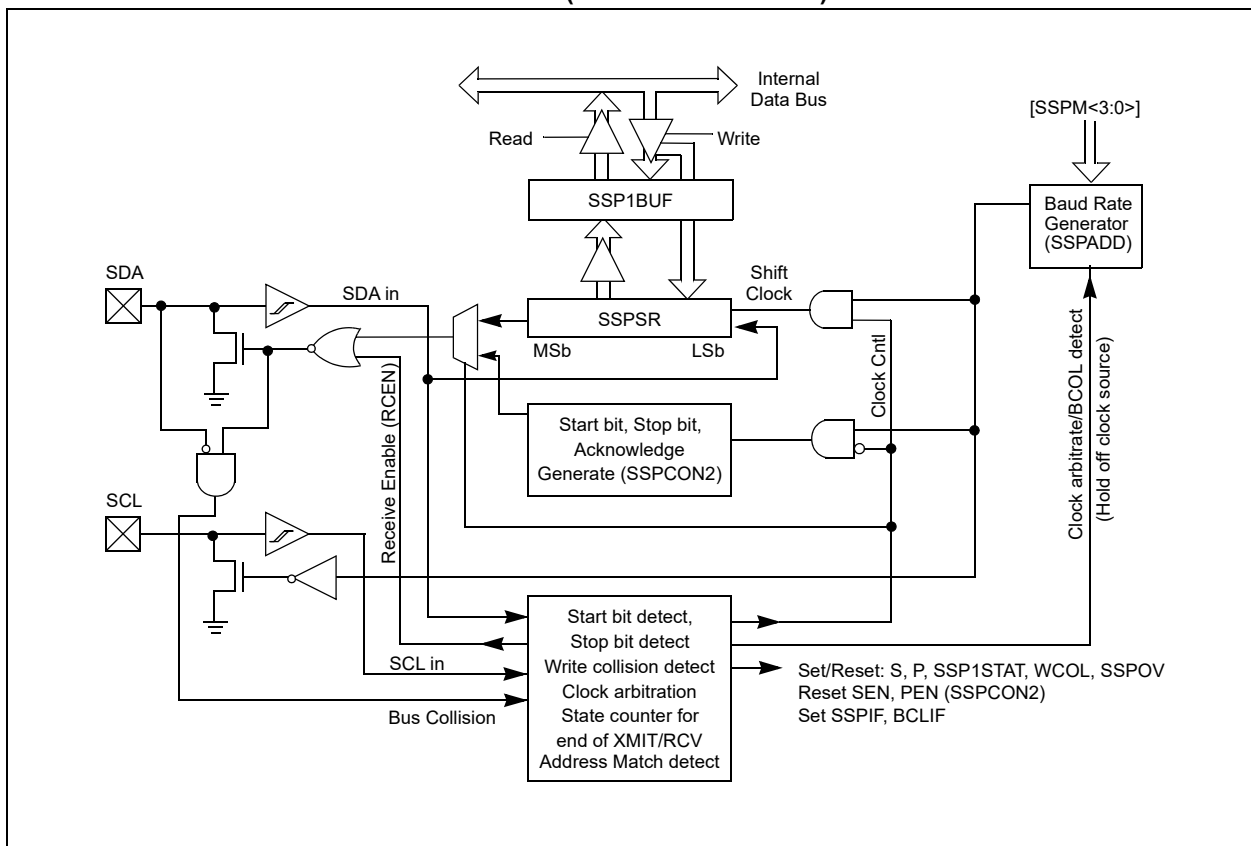 Internal
Data Bus
[SSPM<3:0>]
Read
Write
SSP1BUF
Baud Rate
Generator
(SSPADD)
SDA
Shift
Clock
SDA in
SSPSR
MSb
LSb
Receive Enable (RCEN)
Clock Cntl
Clock arbitrate/BCOL detect
(Hold off clock source)
Start bit, Stop bit,
Acknowledge
Generate (SSPCON2)
SCL
Start bit detect,
Stop bit detect
Write collision detect
Clock arbitration
State counter for
end of XMIT/RCV
Address Match detect
SCL in
Bus Collision
Set/Reset: S, P, SSP1STAT, WCOL, SSPOV
Reset SEN, PEN (SSPCON2)
Set SSPIF, BCLIF